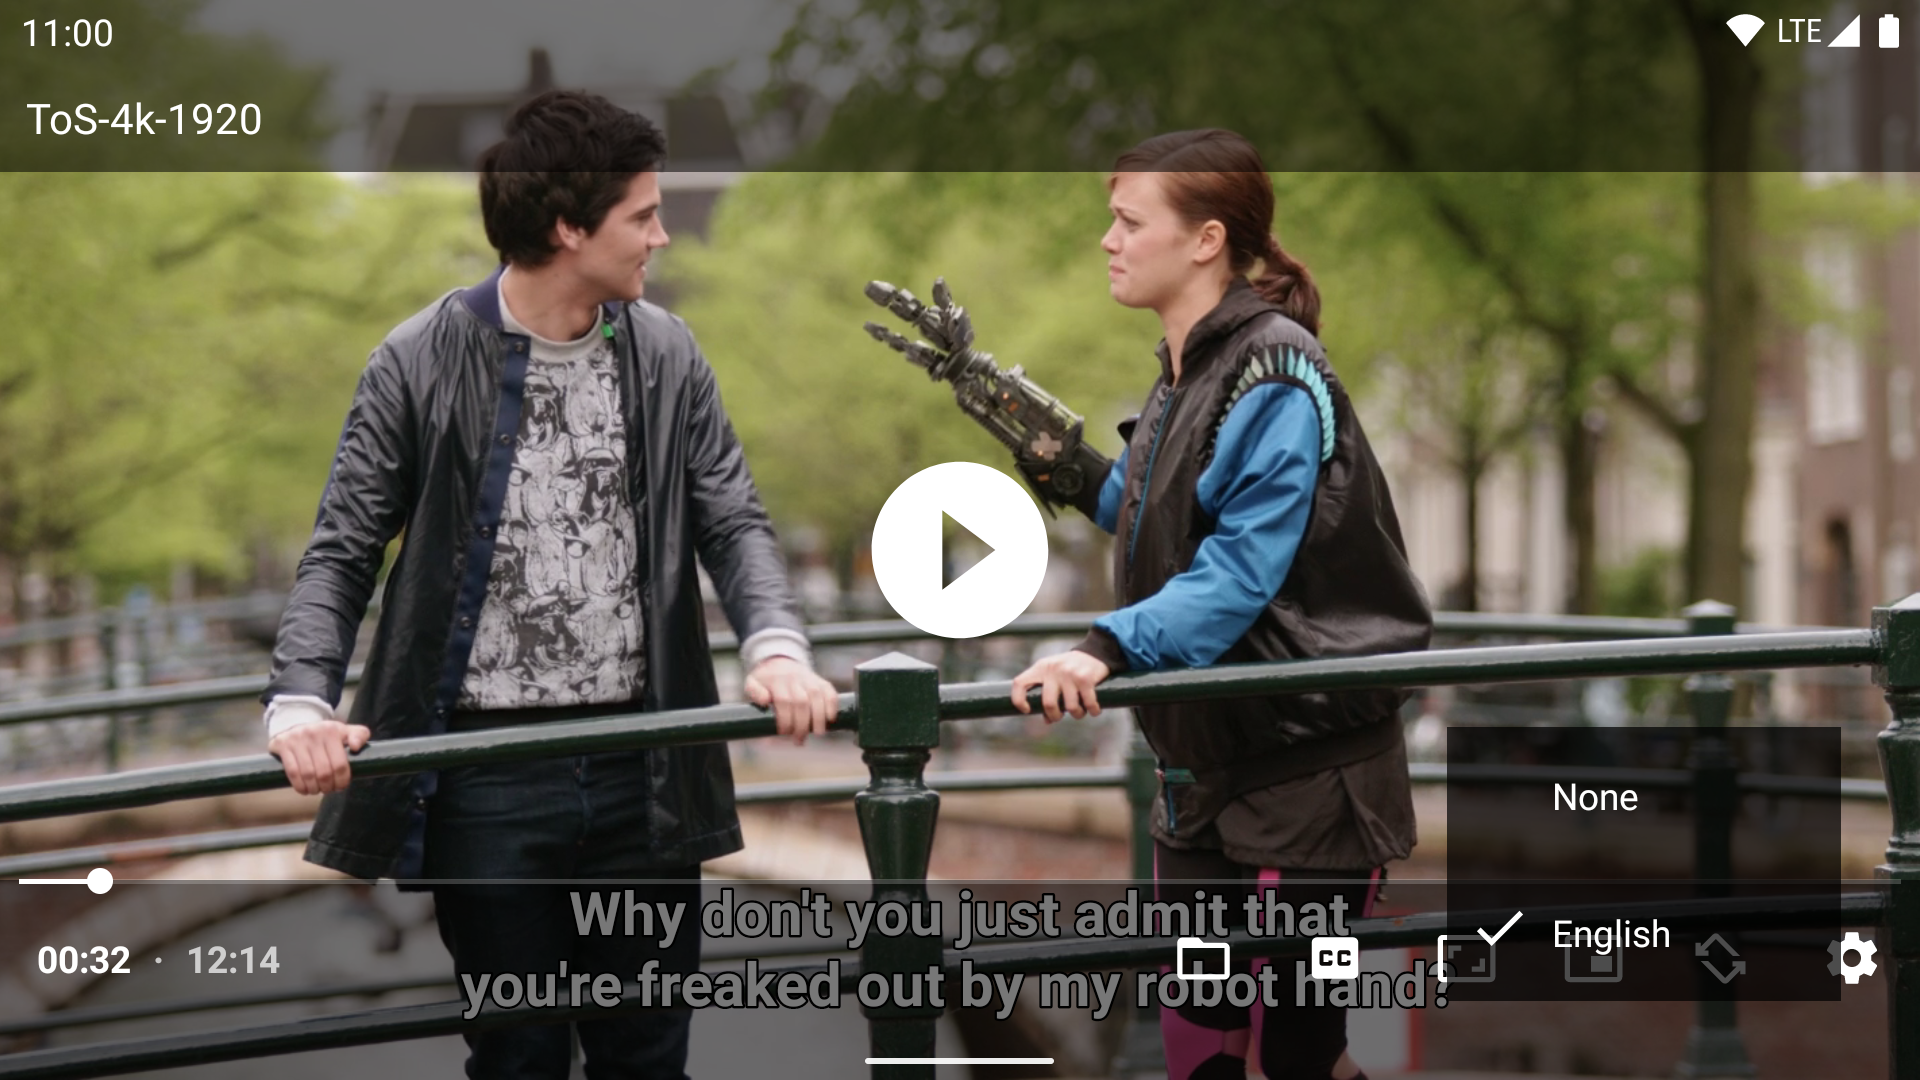 11:00
LTE
ToS-4k-1920
None
Why don't you just admit that
English
00:32 · 12:14
CC
you're freaked out by my robot hand?